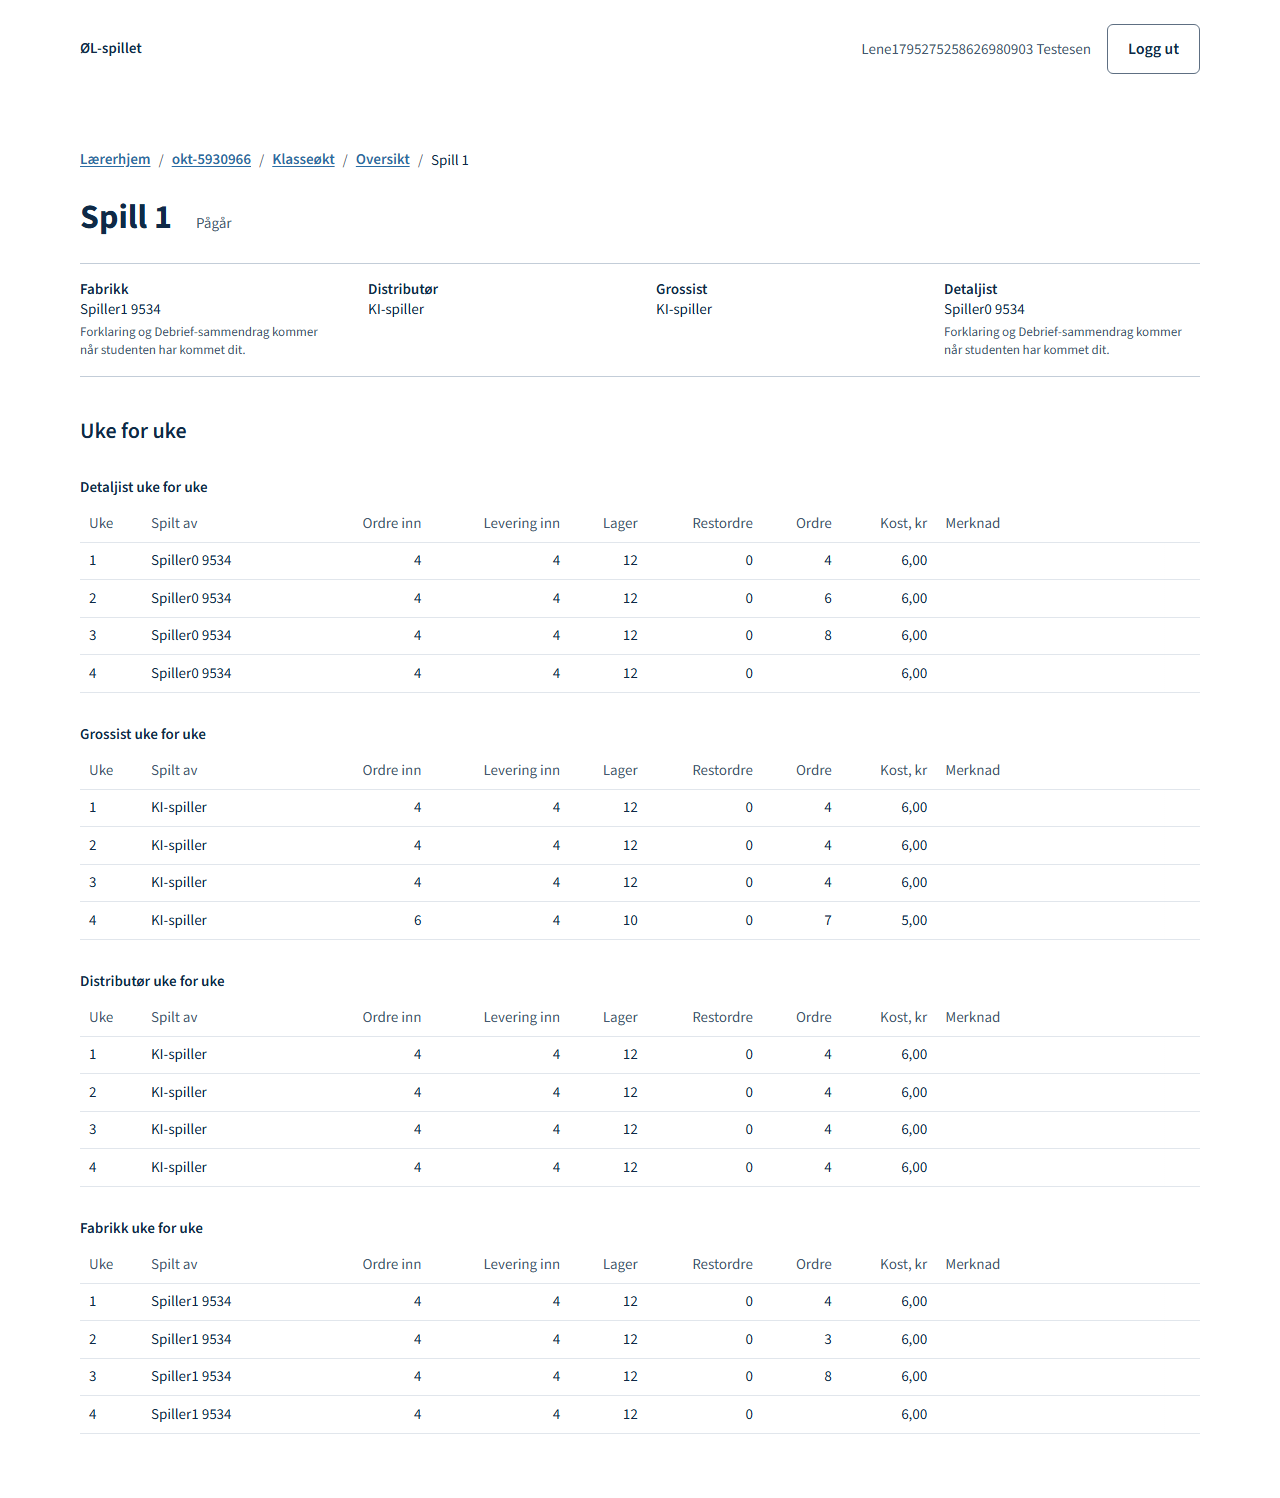 ØL-spillet
Lene1795275258626980903 Testesen
Logg ut
Lærerhjem / okt-5930966 / Klasseøkt / Oversikt / Spill 1
Spill 1 Pågår
Fabrikk
Spiller1 9534
Forklaring og Debrief-sammendrag kommer
når studenten har kommet dit.
Distributør
KI-spiller
Grossist
KI-spiller
Detaljist
Spiller0 9534
Forklaring og Debrief-sammendrag kommer
når studenten har kommet dit.
Uke for uke
Detaljist uke for uke
Uke Spilt av Ordre inn Levering inn Lager Restordre Ordre Kost, kr Merknad
1 Spiller0 9534 4 4 12 0 4 6,00
2 Spiller0 9534 4 4 12 0 6 6,00
3 Spiller0 9534 4 4 12 0 8 6,00
4 Spiller0 9534 4 4 12 0 6,00
Grossist uke for uke
Uke Spilt av Ordre inn Levering inn Lager Restordre Ordre Kost, kr Merknad
1 KI-spiller 4 4 12 0 4 6,00
2 KI-spiller 4 4 12 0 4 6,00
3 KI-spiller 4 4 12 0 4 6,00
4 KI-spiller 6 4 10 0 7 5,00
Distributør uke for uke
Uke Spilt av Ordre inn Levering inn Lager Restordre Ordre Kost, kr Merknad
1 KI-spiller 4 4 12 0 4 6,00
2 KI-spiller 4 4 12 0 4 6,00
3 KI-spiller 4 4 12 0 4 6,00
4 KI-spiller 4 4 12 0 4 6,00
Fabrikk uke for uke
Uke Spilt av Ordre inn Levering inn Lager Restordre Ordre Kost, kr Merknad
1 Spiller1 9534 4 4 12 0 4 6,00
2 Spiller1 9534 4 4 12 0 3 6,00
3 Spiller1 9534 4 4 12 0 8 6,00
4 Spiller1 9534 4 4 12 0 6,00